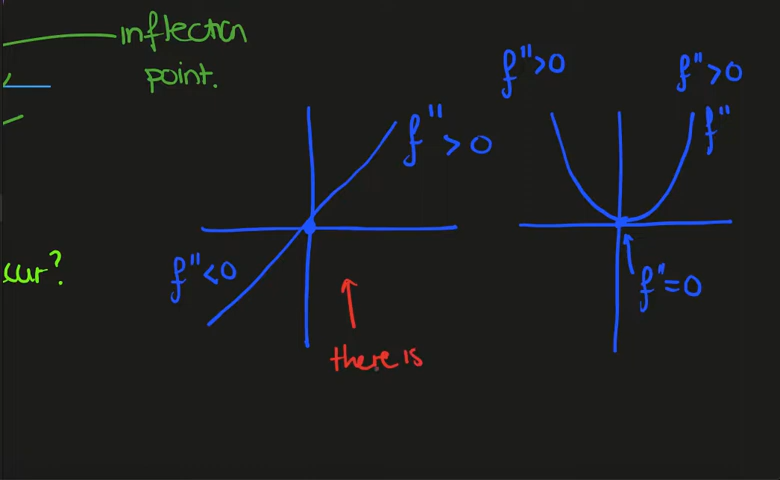 inflection
point.
f" > 0
f" < 0
there is
cur?
f" > 0
f" > 0
f"
f" = 0